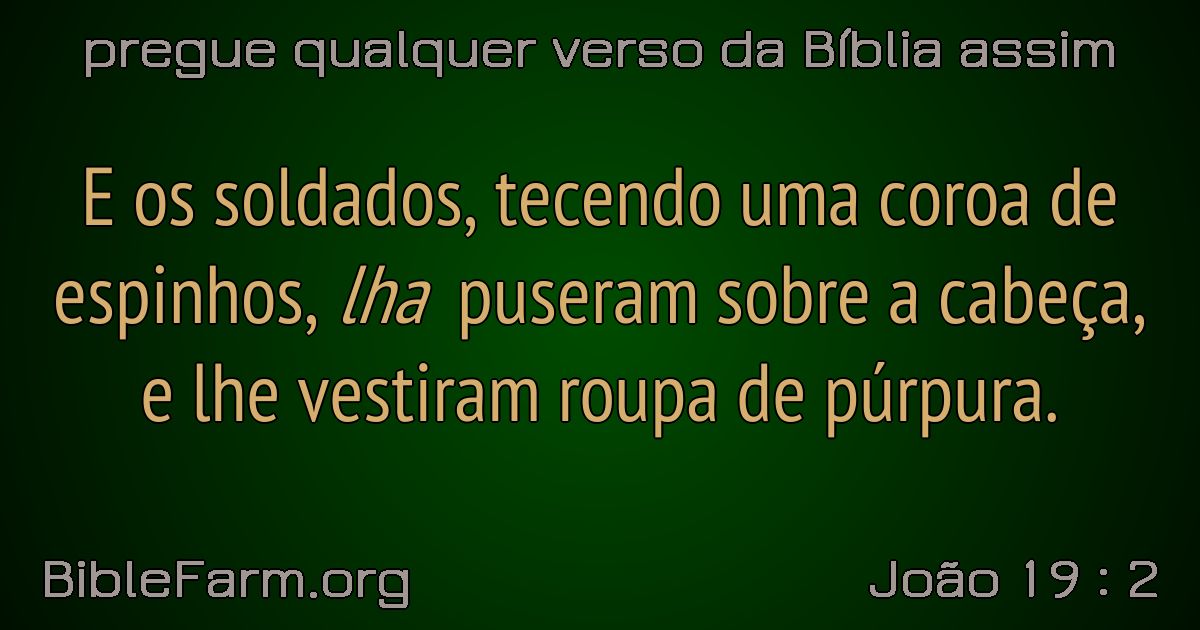 pregue qualquer verso da Bíblia assim
E os soldados, tecendo uma coroa de
espinhos, lha puseram sobre a cabeça,
e lhe vestiram roupa de púrpura.
BibleFarm.org
João 19 : 2